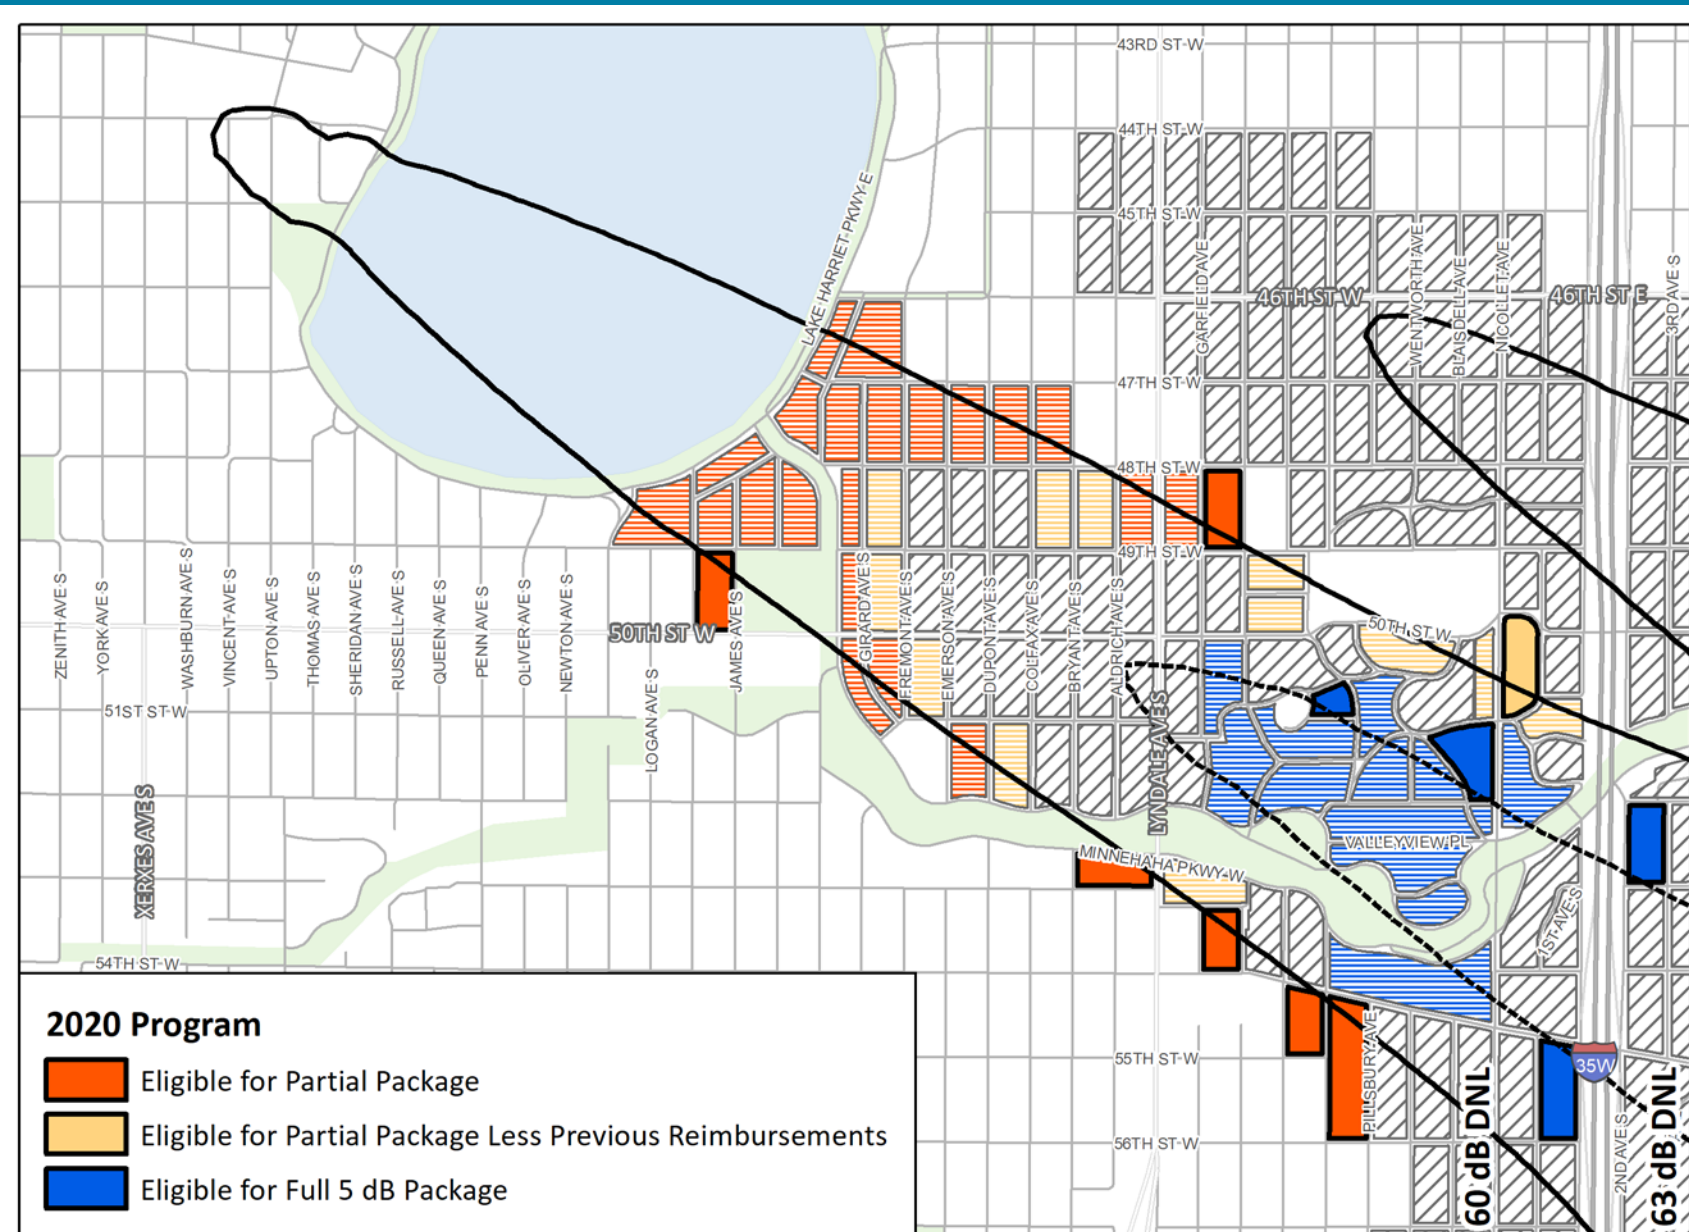 43RD ST W
44TH ST W
LAKE HARRIET PKWY E
45TH ST W
GARFIELD AVE
WENTWORTH AVE
BLAISDELL AVE
NICOLLET AVE
3RD AVE S
46TH ST W
46TH ST E
47TH ST W
48TH ST W
49TH ST W
ZENITH AVE S
YORK AVE S
WASHBURN AVE S
VINCENT AVE S
UPTON AVE S
THOMAS AVE S
SHERIDAN AVE S
RUSSELL AVE S
QUEEN AVE S
PENN AVE S
OLIVER AVE S
NEWTON AVE S
50TH ST W
LOGAN AVE S
JAMES AVE S
GIRARD AVE S
FREMONT AVE S
EMERSON AVE S
DUPONT AVE S
COLFAX AVE S
BRYANT AVE S
ALDRICH AVE S
50TH ST W
51ST ST W
LYNDALE AVE S
XERXES AVE S
VALLEYVIEW PL
MINNEHAHA PKWY W
1ST AVE S
54TH ST W
55TH ST W
PILLSBURY AVE
35W
56TH ST W
60 dB DNL
2ND AVE S
63 dB DNL
2020 Program
Eligible for Partial Package
Eligible for Partial Package Less Previous Reimbursements
Eligible for Full 5 dB Package